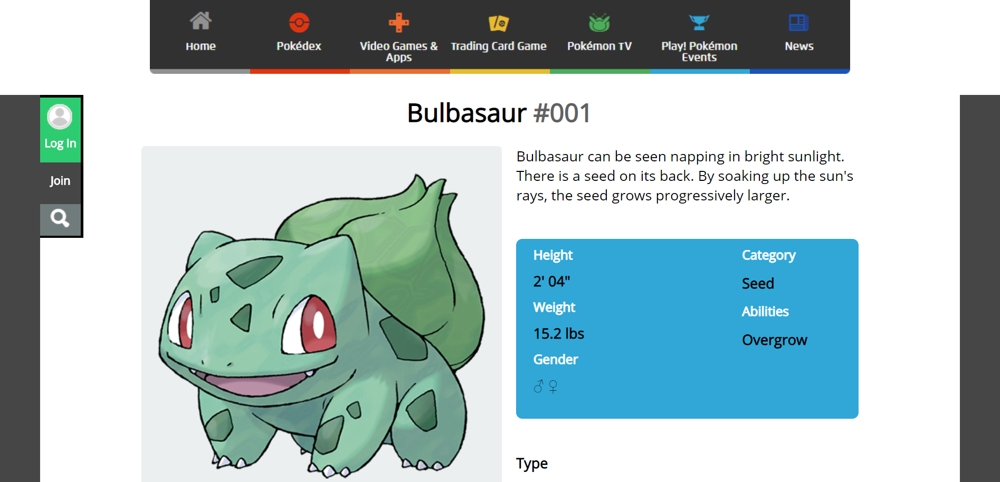 Home
Pokédex
Video Games &
Apps
Trading Card Game
Pokémon TV
Play! Pokémon
Events
News
Log In
Join
Bulbasaur #001
Bulbasaur can be seen napping in bright sunlight.
There is a seed on its back. By soaking up the sun's
rays, the seed grows progressively larger.
Height
2' 04"
Weight
15.2 lbs
Gender
♂ ♀
Category
Seed
Abilities
Overgrow
Type